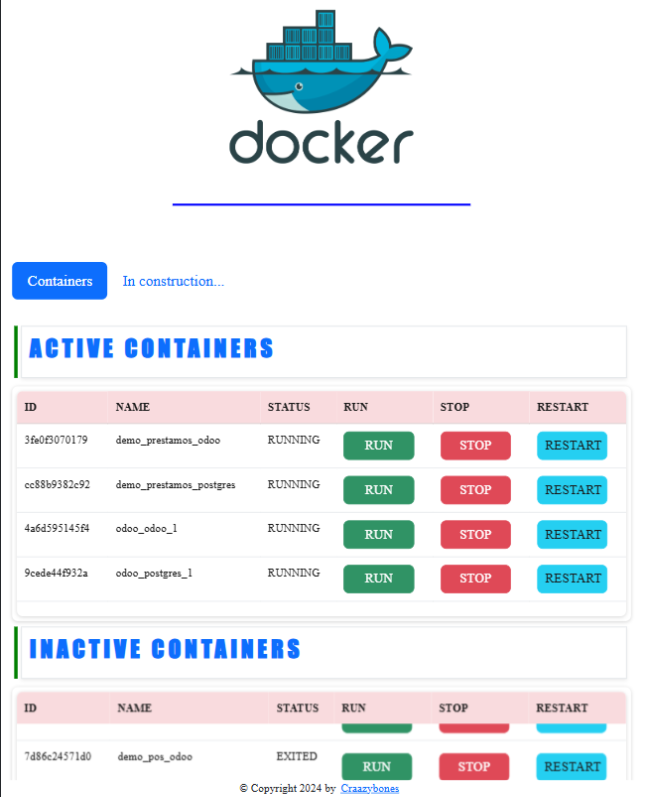 docker
Containers In construction...
ACTIVE CONTAINERS
ID NAME STATUS RUN STOP RESTART
3fe0f3070179 demo_prestamos_odoo RUNNING RUN STOP RESTART
cc88b9382c92 demo_prestamos_postgres RUNNING RUN STOP RESTART
4a6d595145f4 odoo_odoo_1 RUNNING RUN STOP RESTART
9cede44f932a odoo_postgres_1 RUNNING RUN STOP RESTART
INACTIVE CONTAINERS
ID NAME STATUS RUN STOP RESTART
7d86c24571d0 demo_pos_odoo EXITED RUN STOP RESTART
© Copyright 2024 by Craazybones